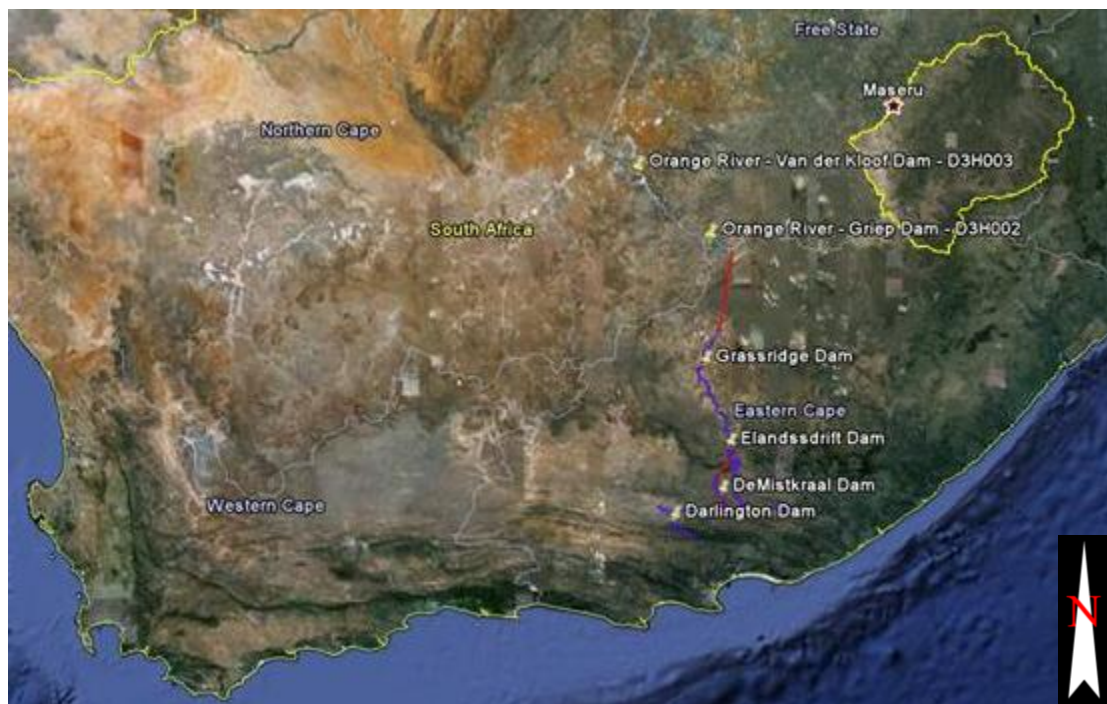 Free State
Maseru
Northern Cape
Orange River - Van der Kloof Dam - D3H003
South Africa
Orange River - Griep Dam - D3H002
Grassridge Dam
Eastern Cape
Elandssdrift Dam
DeMistkraal Dam
Western Cape
Darlington Dam
N